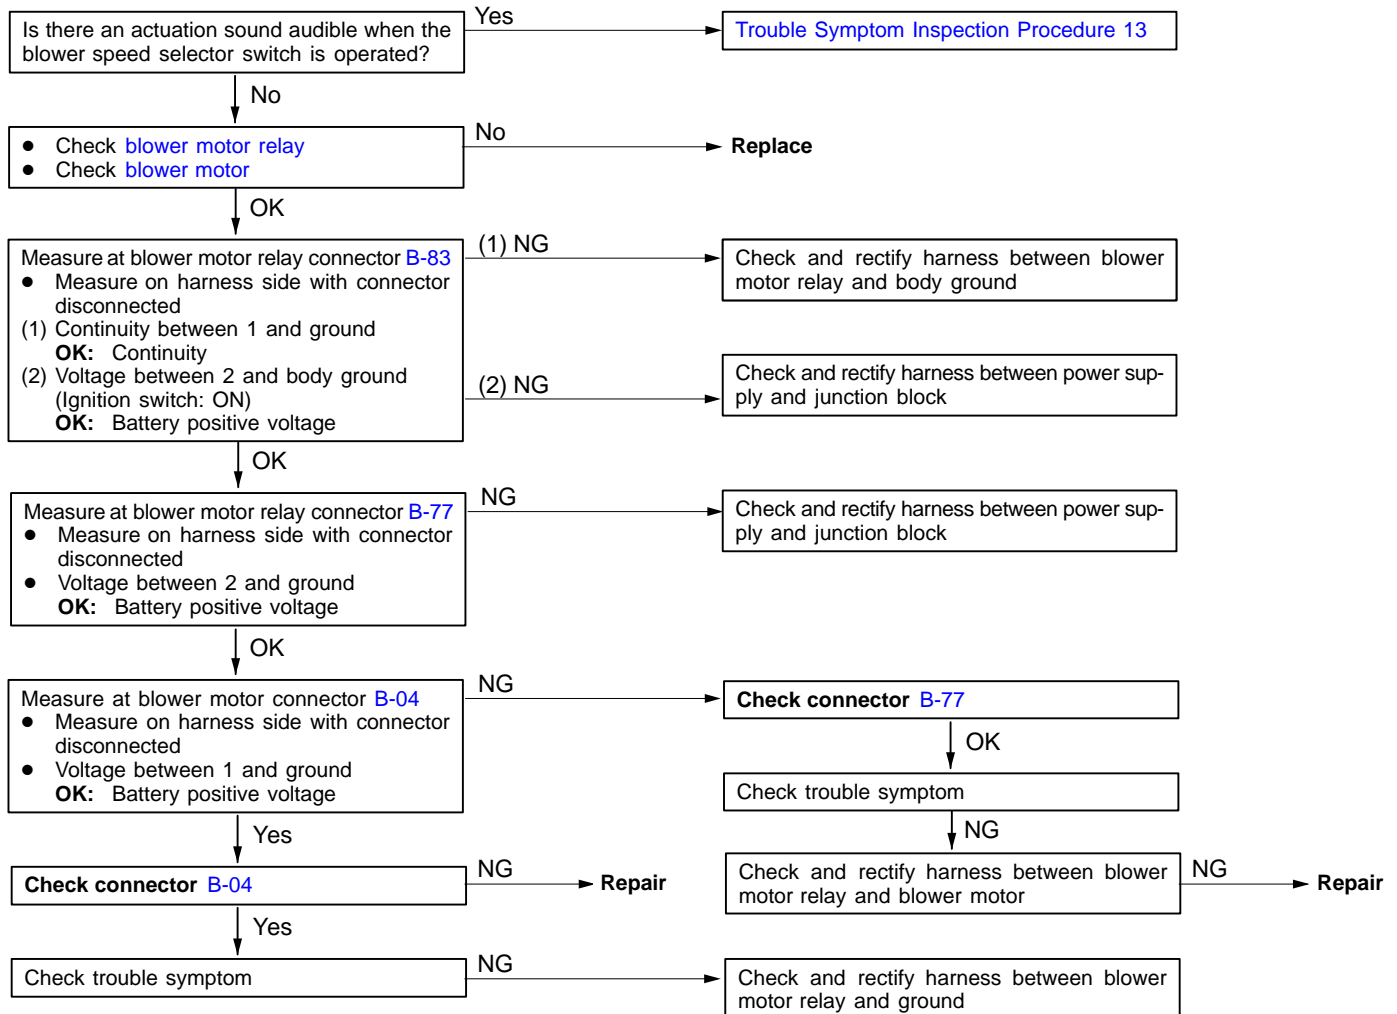 Is there an actuation sound audible when the
blower speed selector switch is operated?
Yes
Trouble Symptom Inspection Procedure 13
No
● Check blower motor relay
● Check blower motor
No
Replace
OK
Measure at blower motor relay connector B-83
● Measure on harness side with connector
disconnected
(1) Continuity between 1 and ground
OK: Continuity
(2) Voltage between 2 and body ground
(Ignition switch: ON)
OK: Battery positive voltage
(1) NG
Check and rectify harness between blower
motor relay and body ground
(2) NG
Check and rectify harness between power sup-
ply and junction block
OK
Measure at blower motor relay connector B-77
● Measure on harness side with connector
disconnected
● Voltage between 2 and ground
OK: Battery positive voltage
NG
Check and rectify harness between power sup-
ply and junction block
OK
Measure at blower motor connector B-04
● Measure on harness side with connector
disconnected
● Voltage between 1 and ground
OK: Battery positive voltage
NG
Check connector B-77
OK
Check trouble symptom
NG
Check and rectify harness between blower
motor relay and blower motor
NG
Repair
Yes
Check connector B-04
NG
Repair
Yes
Check trouble symptom
NG
Check and rectify harness between blower
motor relay and ground